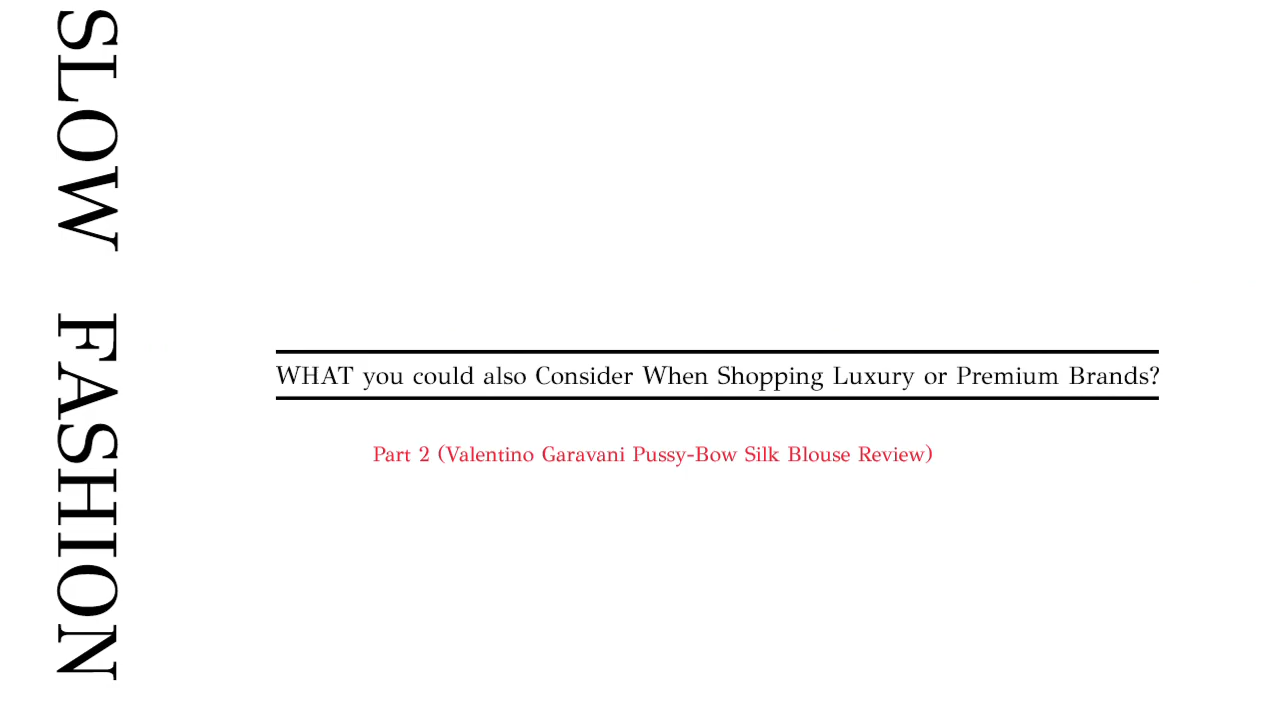 SLOW FASHION
WHAT you could also Consider When Shopping Luxury or Premium Brands?
Part 2 (Valentino Garavani Pussy-Bow Silk Blouse Review)